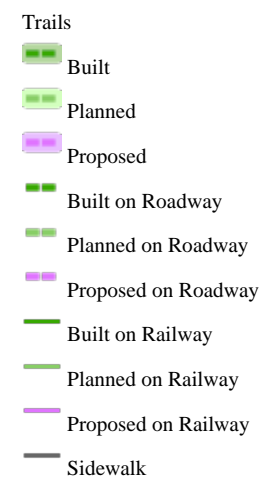 Trails
Built
Planned
Proposed
Built on Roadway
Planned on Roadway
Proposed on Roadway
Built on Railway
Planned on Railway
Proposed on Railway
Sidewalk